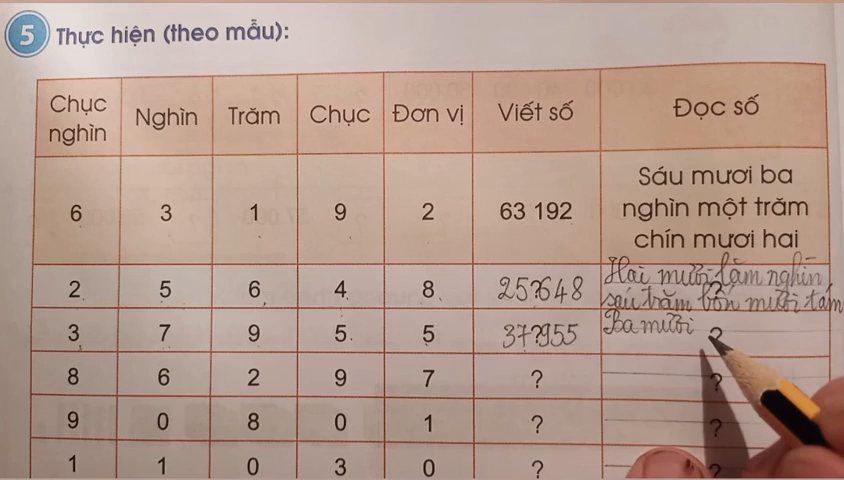 5 Thực hiện (theo mẫu):
Chục nghìn Nghìn Trăm Chục Đơn vị Viết số Đọc số
6 3 1 9 2 63 192 Sáu mươi ba
nghìn một trăm
chín mươi hai
2 5 6 4 8 25?648 Hai mươi lăm nghìn
sáu trăm bốn mươi tám
3 7 9 5 5 37?955 Ba mươi ?
8 6 2 9 7 ? ?
9 0 8 0 1 ? ?
1 1 0 3 0 ? ?